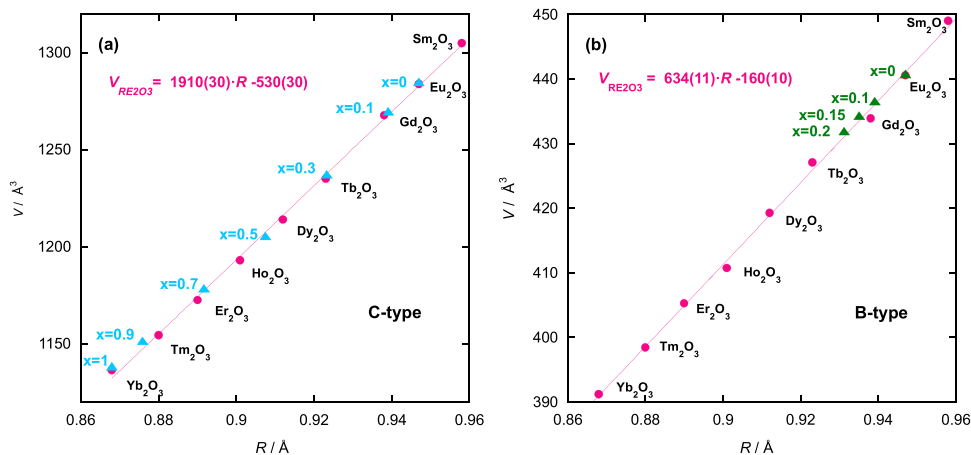 (a)
V_RE2O3 = 1910(30)·R -530(30)
Sm₂O₃
x=0
Eu₂O₃
x=0.1
Gd₂O₃
x=0.3
Tb₂O₃
Dy₂O₃
x=0.5
Ho₂O₃
x=0.7
Er₂O₃
x=0.9
Tm₂O₃
x=1
Yb₂O₃
C-type
1300
1250
1200
1150
V / Å³
0.86 0.88 0.9 0.92 0.94 0.96
R / Å
(b)
V_RE2O3 = 634(11)·R -160(10)
Sm₂O₃
x=0
Eu₂O₃
x=0.1
x=0.15
Gd₂O₃
x=0.2
Tb₂O₃
Dy₂O₃
Ho₂O₃
Er₂O₃
Tm₂O₃
Yb₂O₃
B-type
450
440
430
420
410
400
390
V / Å³
0.86 0.88 0.9 0.92 0.94 0.96
R / Å